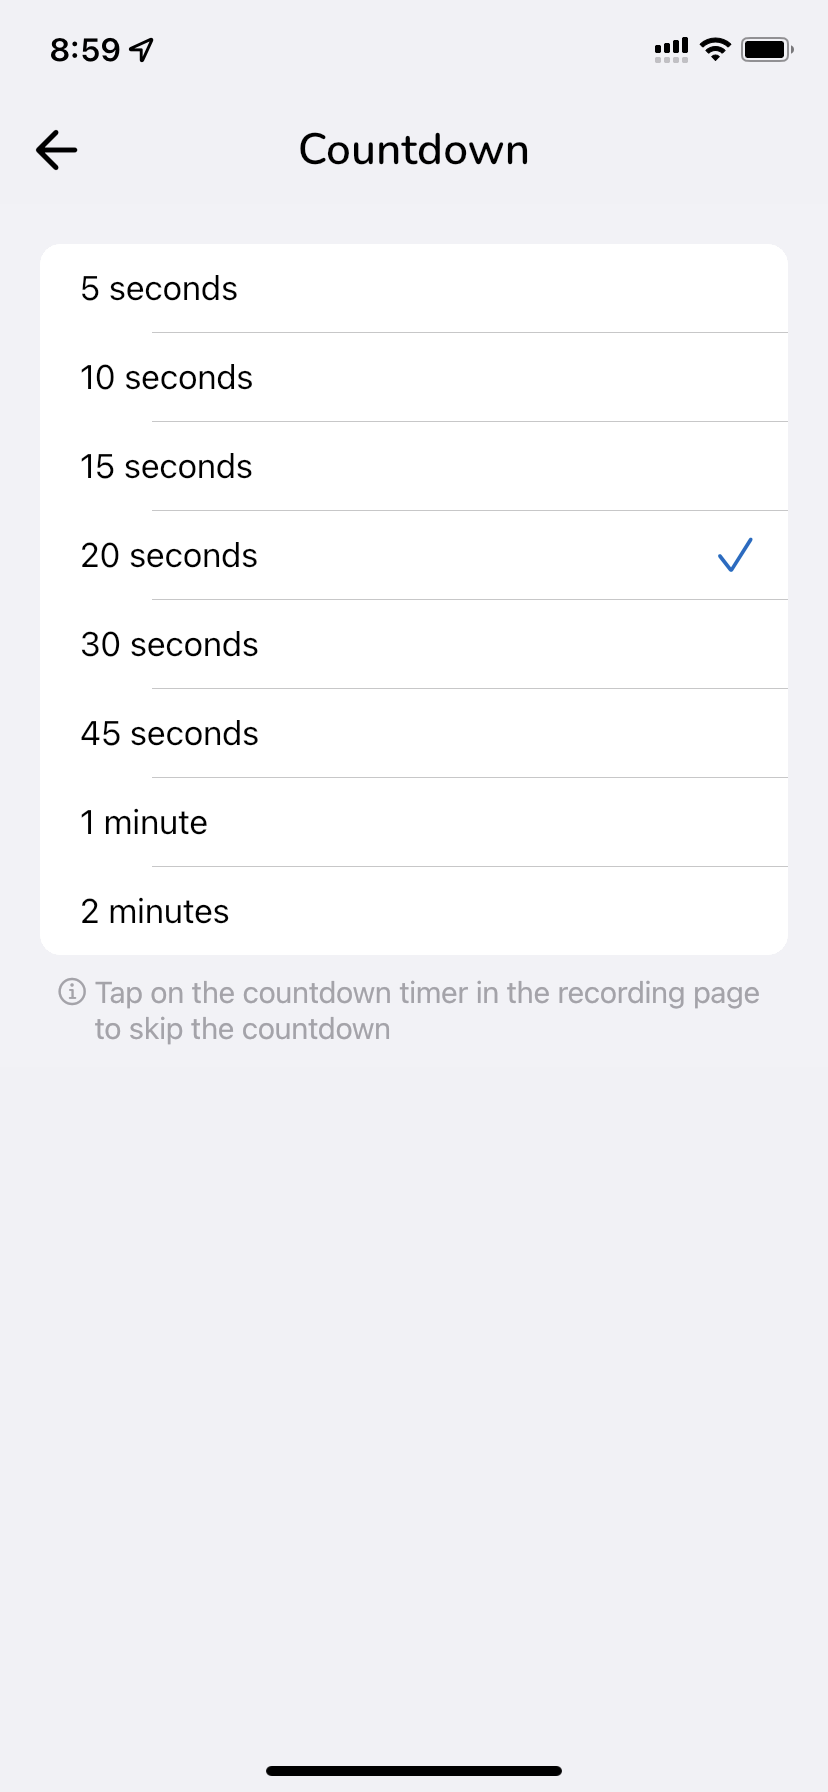 8:59
Countdown
5 seconds
10 seconds
15 seconds
20 seconds
30 seconds
45 seconds
1 minute
2 minutes
Tap on the countdown timer in the recording page
to skip the countdown